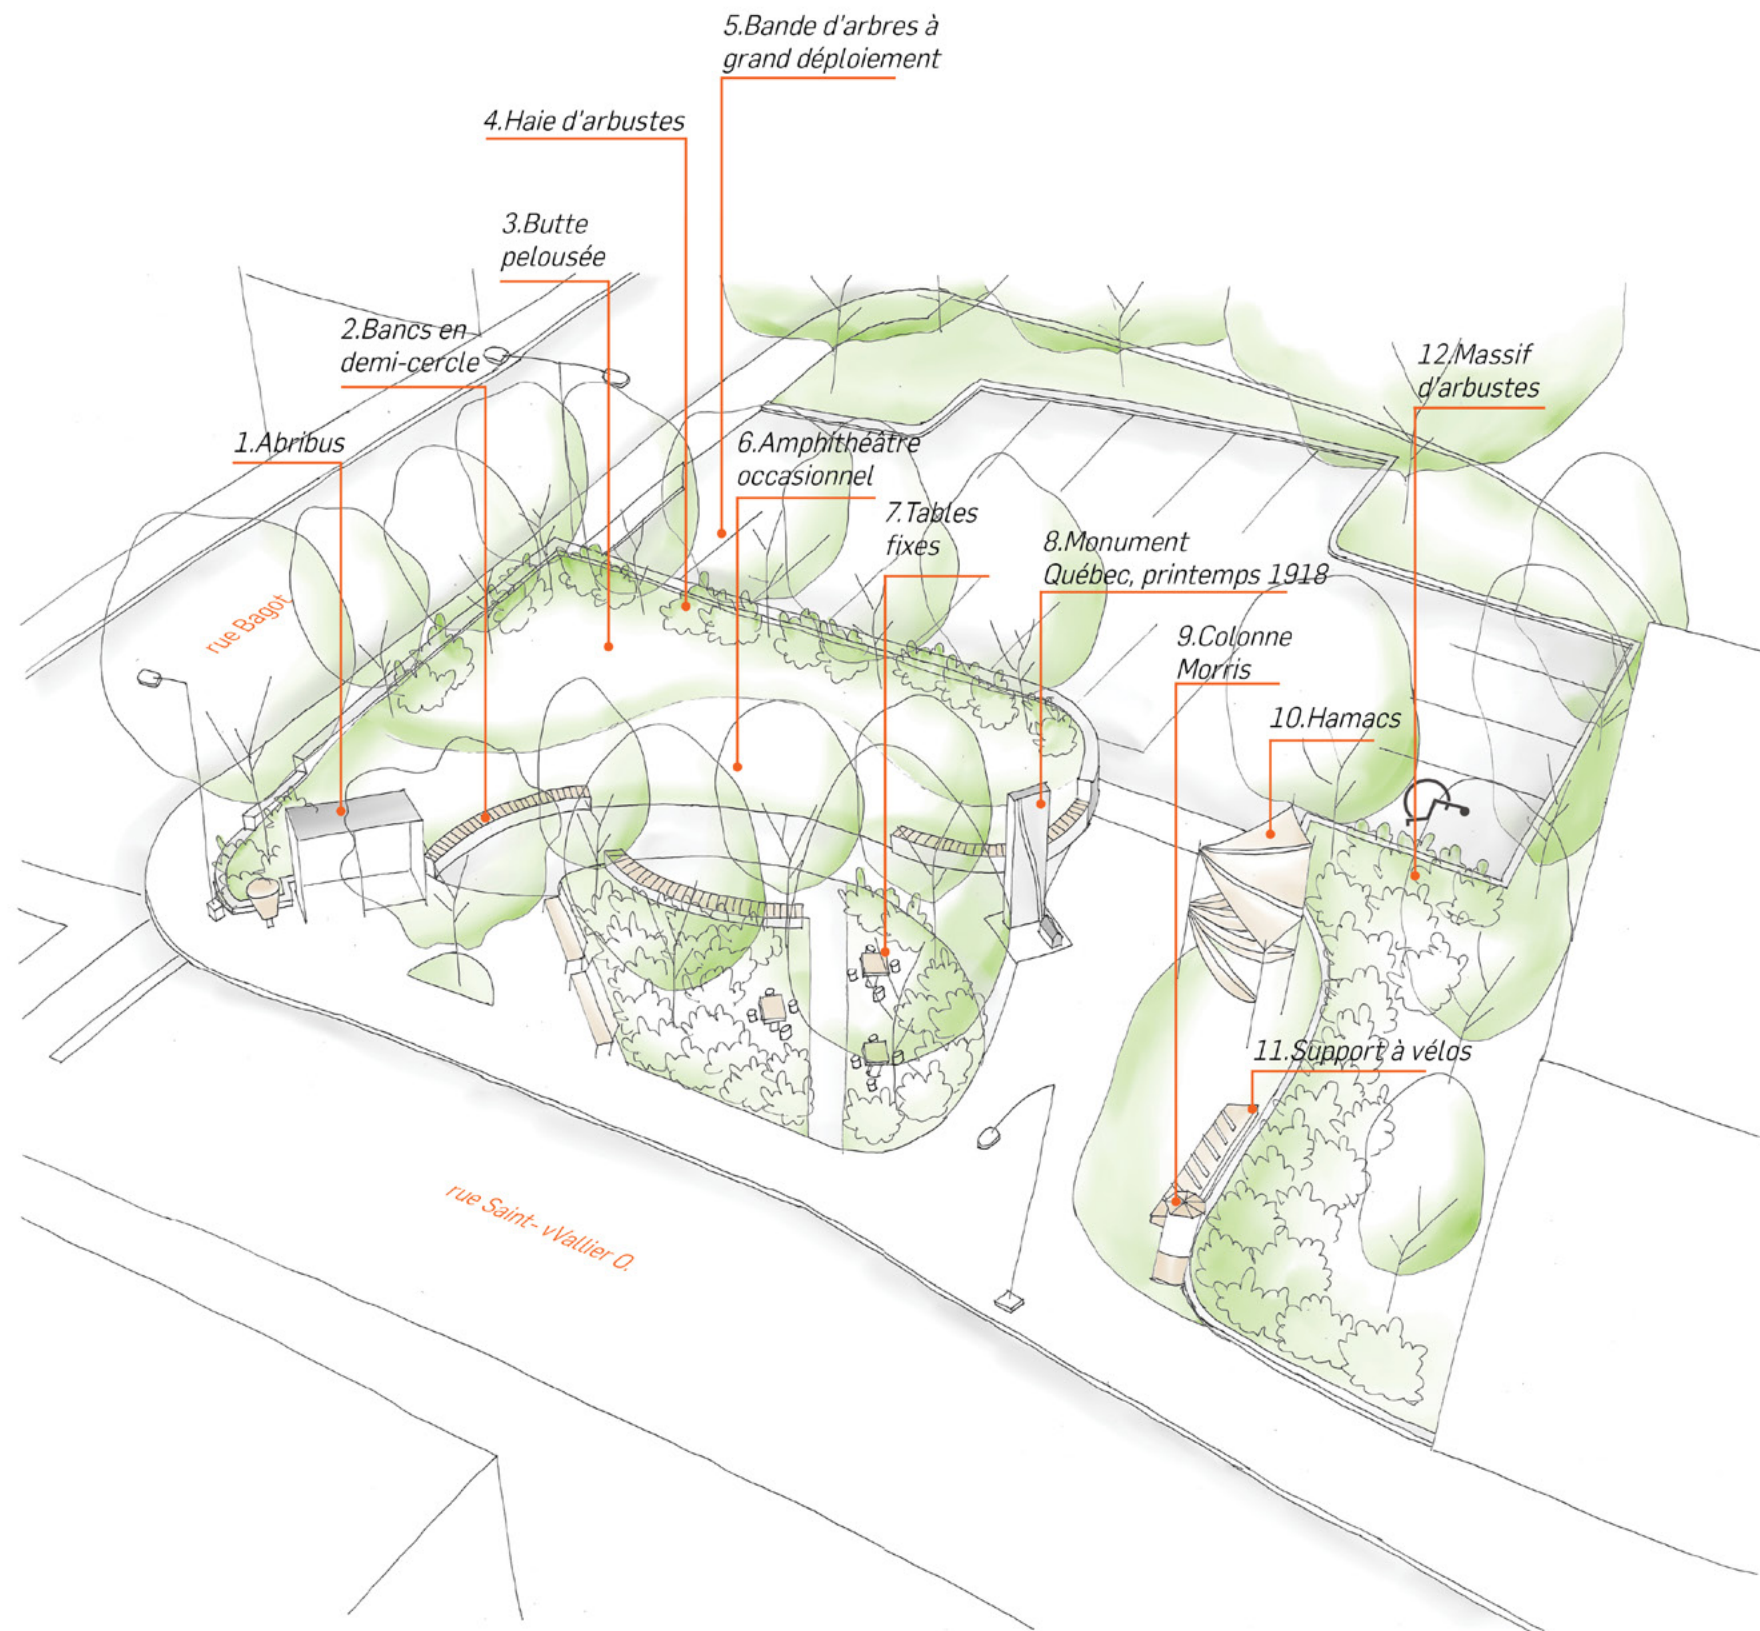 5.Bande d'arbres à
grand déploiement
4.Haie d'arbustes
3.Butte
pelousée
2.Bancs en
demi-cercle
1.Abribus
6.Amphithéâtre
occasionnel
7.Tables
fixes
8.Monument
Québec, printemps 1918
9.Colonne
Morris
10.Hamacs
11.Support à vélos
12.Massif
d'arbustes
rue Bagot
rue Saint-vVallier O.